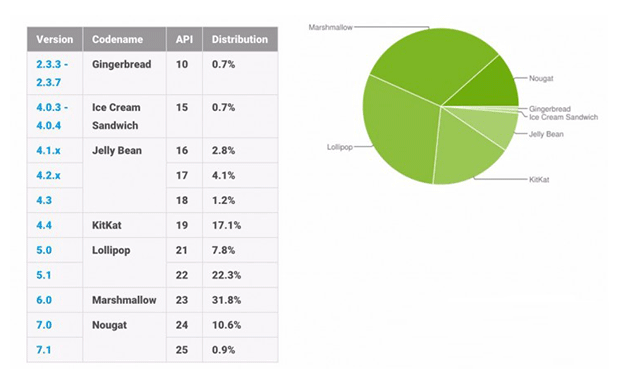 Version Codename API Distribution
2.3.3 - Gingerbread 10 0.7%
2.3.7
4.0.3 - Ice Cream 15 0.7%
4.0.4 Sandwich
4.1.x Jelly Bean 16 2.8%
4.2.x 17 4.1%
4.3 18 1.2%
4.4 KitKat 19 17.1%
5.0 Lollipop 21 7.8%
5.1 22 22.3%
6.0 Marshmallow 23 31.8%
7.0 Nougat 24 10.6%
7.1 25 0.9%
Marshmallow
Nougat
Gingerbread
Ice Cream Sandwich
Jelly Bean
Lollipop
KitKat